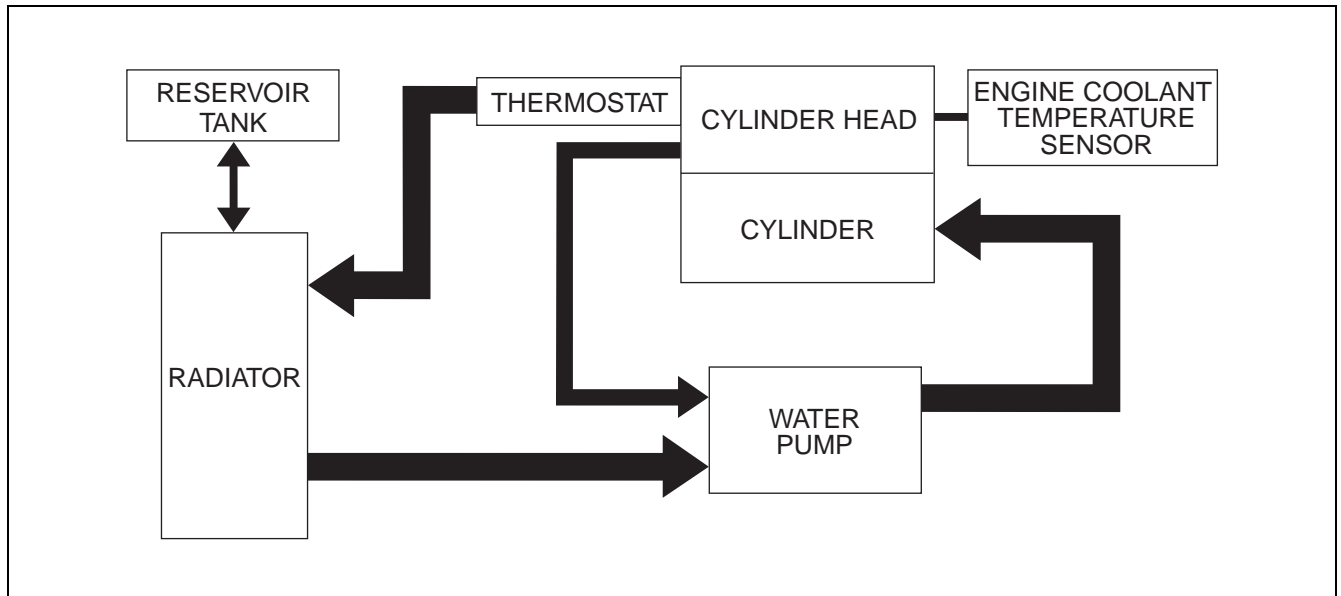 RESERVOIR
TANK
THERMOSTAT
CYLINDER HEAD
ENGINE COOLANT
TEMPERATURE
SENSOR
CYLINDER
RADIATOR
WATER
PUMP